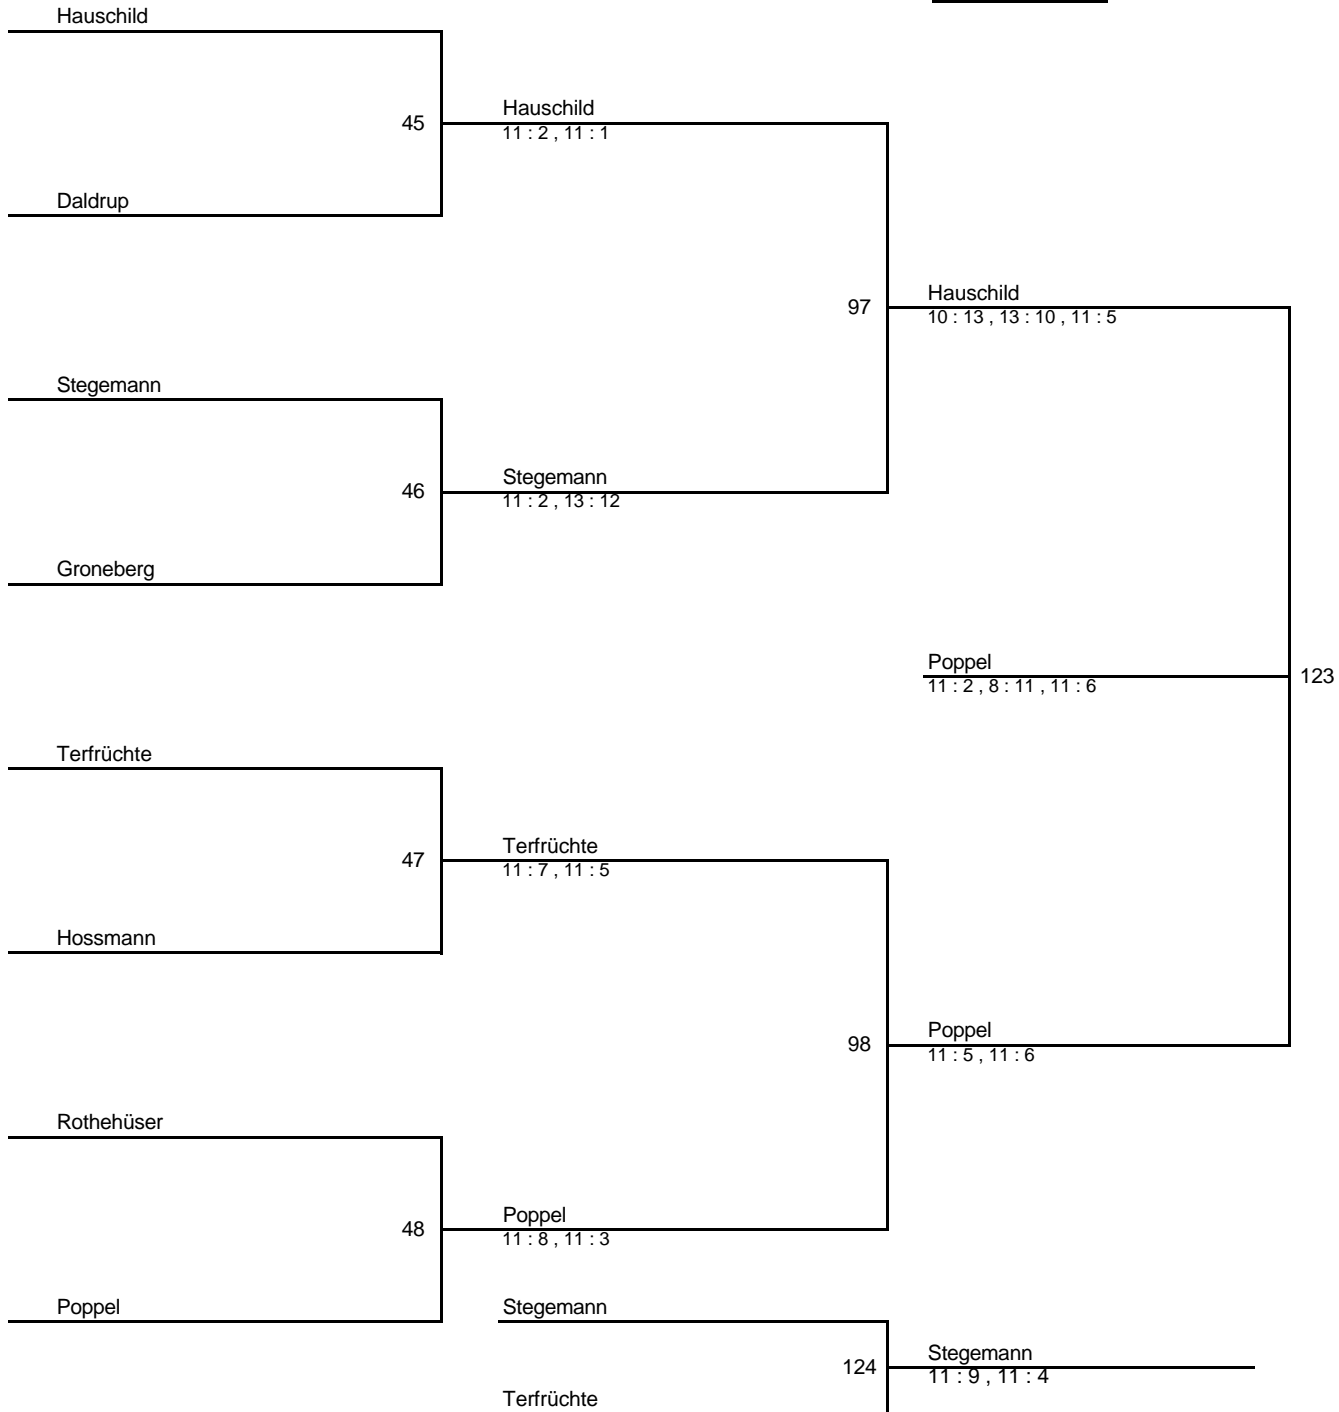 Hauschild
Hauschild
45
11 : 2 , 11 : 1
Daldrup
Hauschild
97
10 : 13 , 13 : 10 , 11 : 5
Stegemann
Stegemann
46
11 : 2 , 13 : 12
Groneberg
Poppel
123
11 : 2 , 8 : 11 , 11 : 6
Terfrüchte
Terfrüchte
47
11 : 7 , 11 : 5
Hossmann
Poppel
98
11 : 5 , 11 : 6
Rothehüser
Poppel
48
11 : 8 , 11 : 3
Poppel
Stegemann
Stegemann
124
11 : 9 , 11 : 4
Terfrüchte